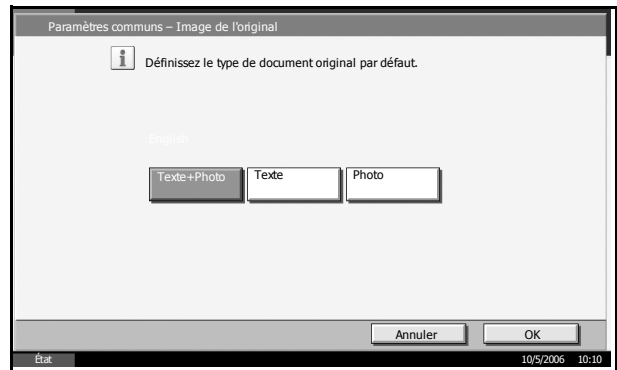 Paramètres communs – Image de l'original
Définissez le type de document original par défaut.
English
Texte+Photo Texte Photo
Annuler OK
État 10/5/2006 10:10